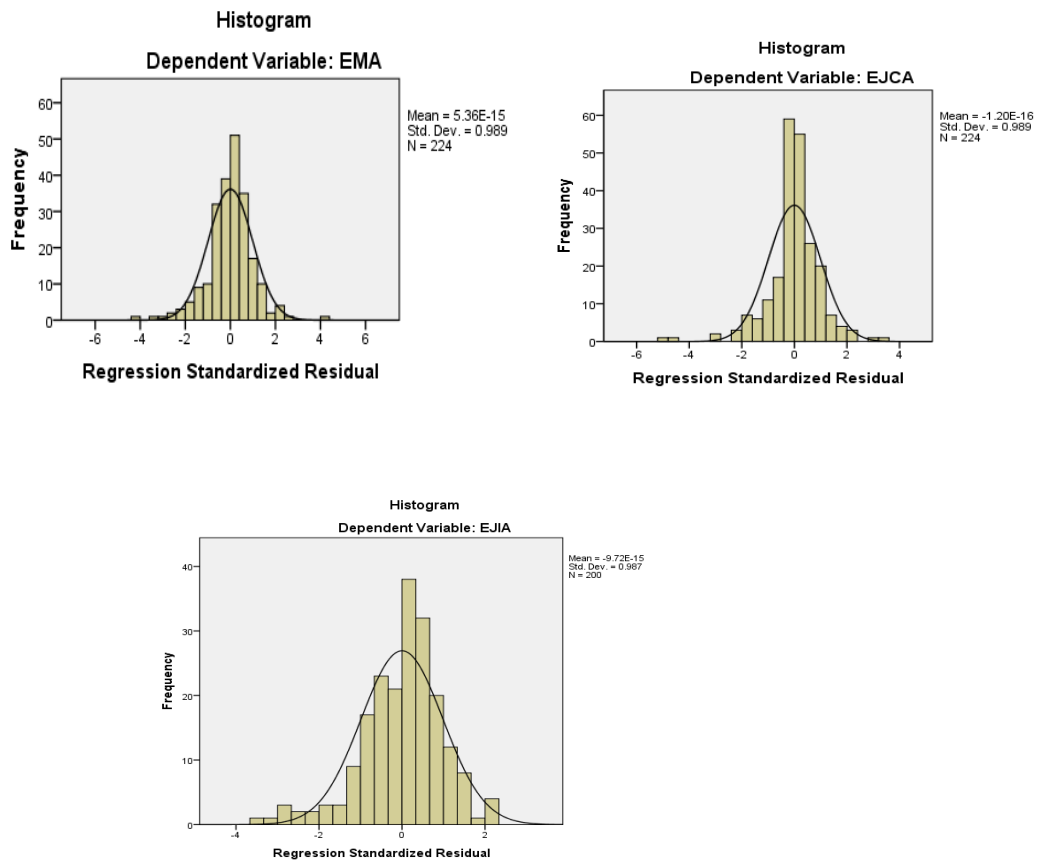 Histogram
Dependent Variable: EMA
Mean = 5.36E-15
Std. Dev. = 0.989
N = 224
60
50
40
30
20
10
0
-6 -4 -2 0 2 4 6
Frequency
Regression Standardized Residual
Histogram
Dependent Variable: EJCA
Mean = -1.20E-16
Std. Dev. = 0.989
N = 224
60
50
40
30
20
10
0
-6 -4 -2 0 2 4
Frequency
Regression Standardized Residual
Histogram
Dependent Variable: EJIA
Mean = -9.72E-15
Std. Dev. = 0.987
N = 200
40
30
20
10
0
-4 -2 0 2
Frequency
Regression Standardized Residual